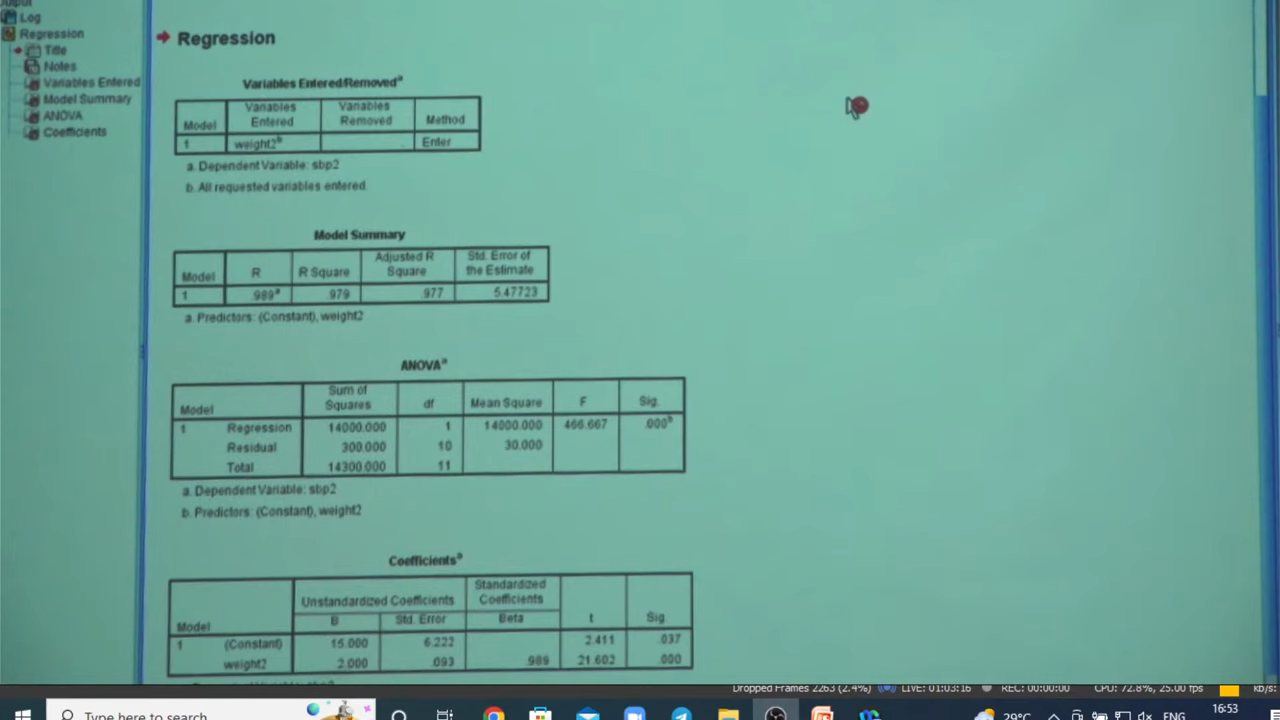 Output
Log
Regression
Title
Notes
Variables Entered
Model Summary
ANOVA
Coefficients
Regression
Variables Entered/Removedª
Model Variables Entered Variables Removed Method
1 weight2ᵇ Enter
a. Dependent Variable: sbp2
b. All requested variables entered.
Model Summary
Model R R Square Adjusted R Square Std. Error of the Estimate
1 .989ª .979 .977 5.47723
a. Predictors: (Constant), weight2
ANOVAª
Model Sum of Squares df Mean Square F Sig.
1 Regression 14000.000 1 14000.000 466.667 .000ᵇ
Residual 300.000 10 30.000
Total 14300.000 11
a. Dependent Variable: sbp2
b. Predictors: (Constant), weight2
Coefficientsª
Unstandardized Coefficients Standardized Coefficients
Model B Std. Error Beta t Sig.
1 (Constant) 15.000 6.222 2.411 .037
weight2 2.000 .093 .989 21.602 .000
Dropped Frames 2263 (2.4%) LIVE: 01:03:16 REC: 00:00:00 CPU: 72.8%, 25.00 fps kb/s:
Type here to search 29°C ENG 16:53